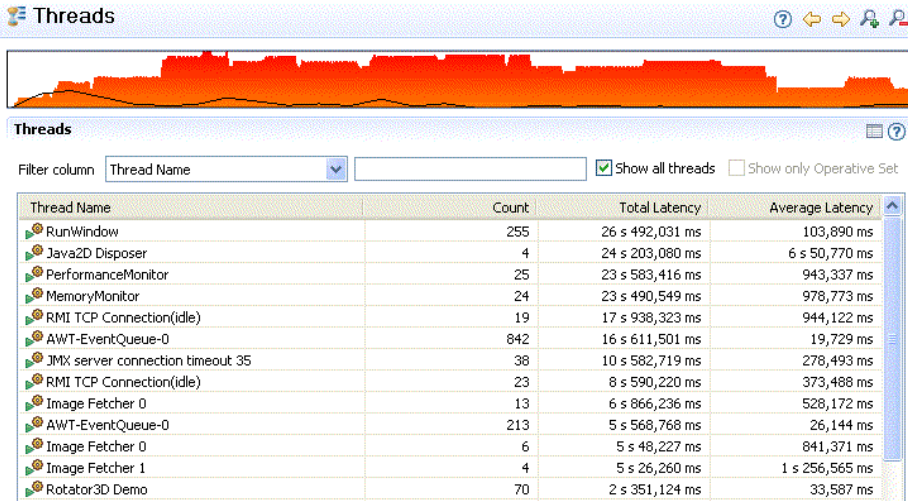 Threads
Threads
Filter column Thread Name Show all threads Show only Operative Set
Thread Name Count Total Latency Average Latency
RunWindow 255 26 s 492,031 ms 103,890 ms
Java2D Disposer 4 24 s 203,080 ms 6 s 50,770 ms
PerformanceMonitor 25 23 s 583,416 ms 943,337 ms
MemoryMonitor 24 23 s 490,549 ms 978,773 ms
RMI TCP Connection(idle) 19 17 s 938,323 ms 944,122 ms
AWT-EventQueue-0 842 16 s 611,501 ms 19,729 ms
JMX server connection timeout 35 38 10 s 582,719 ms 278,493 ms
RMI TCP Connection(idle) 23 8 s 590,220 ms 373,488 ms
Image Fetcher 0 13 6 s 866,236 ms 528,172 ms
AWT-EventQueue-0 213 5 s 568,768 ms 26,144 ms
Image Fetcher 0 6 5 s 48,227 ms 841,371 ms
Image Fetcher 1 4 5 s 26,260 ms 1 s 256,565 ms
Rotator3D Demo 70 2 s 351,124 ms 33,587 ms